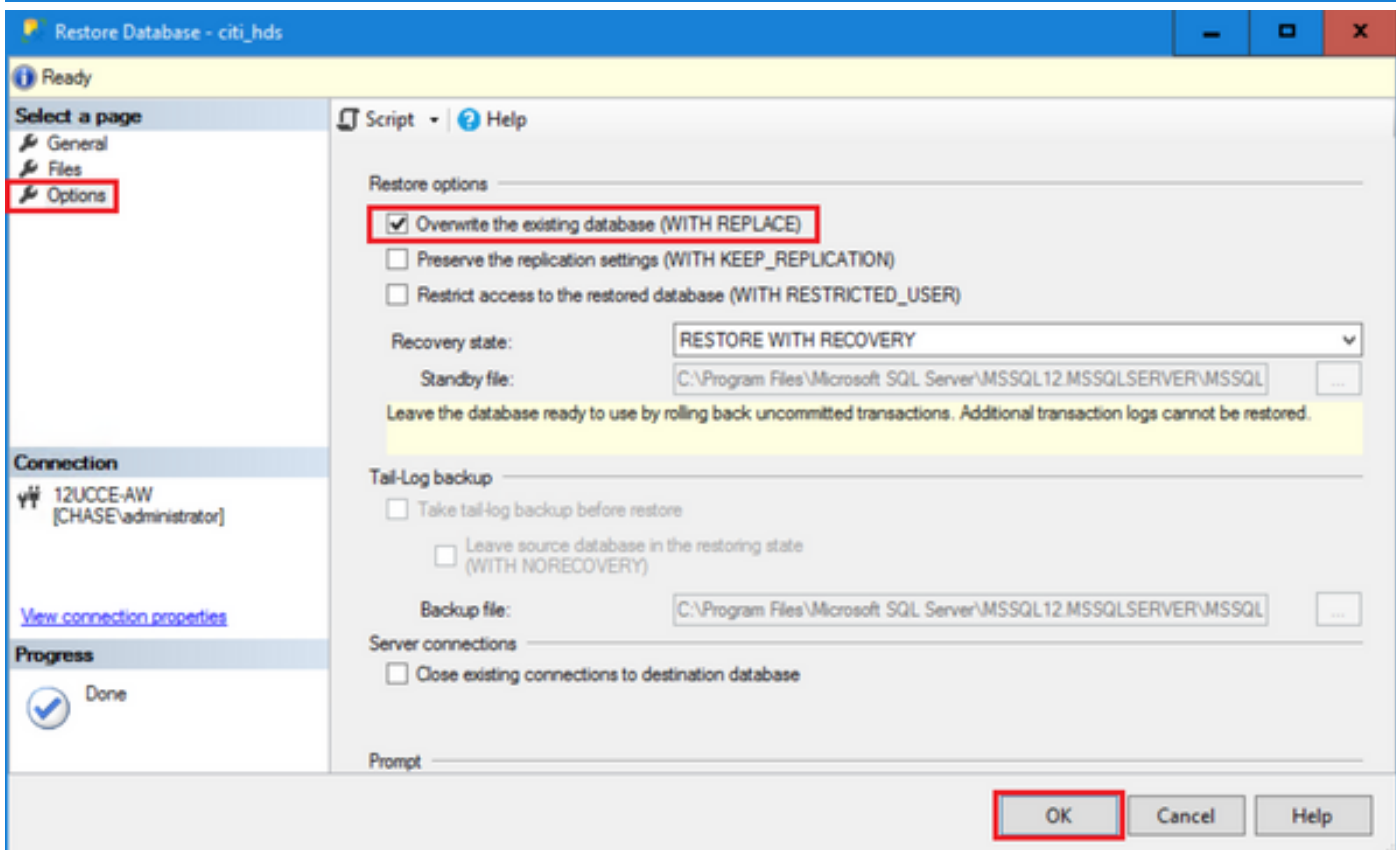 Restore Database - citi_hds
Ready
Select a page
General
Files
Options
Script
Help
Restore options
Overwrite the existing database (WITH REPLACE)
Preserve the replication settings (WITH KEEP_REPLICATION)
Restrict access to the restored database (WITH RESTRICTED_USER)
Recovery state:
RESTORE WITH RECOVERY
Standby file:
C:\Program Files\Microsoft SQL Server\MSSQL12.MSSQLSERVER\MSSQL
...
Leave the database ready to use by rolling back uncommitted transactions. Additional transaction logs cannot be restored.
Tail-Log backup
Take tail-log backup before restore
Leave source database in the restoring state
(WITH NORECOVERY)
Backup file:
C:\Program Files\Microsoft SQL Server\MSSQL12.MSSQLSERVER\MSSQL
...
Server connections
Close existing connections to destination database
Prompt
Connection
12UCCE-AW
[CHASE\administrator]
View connection properties
Progress
Done
OK
Cancel
Help